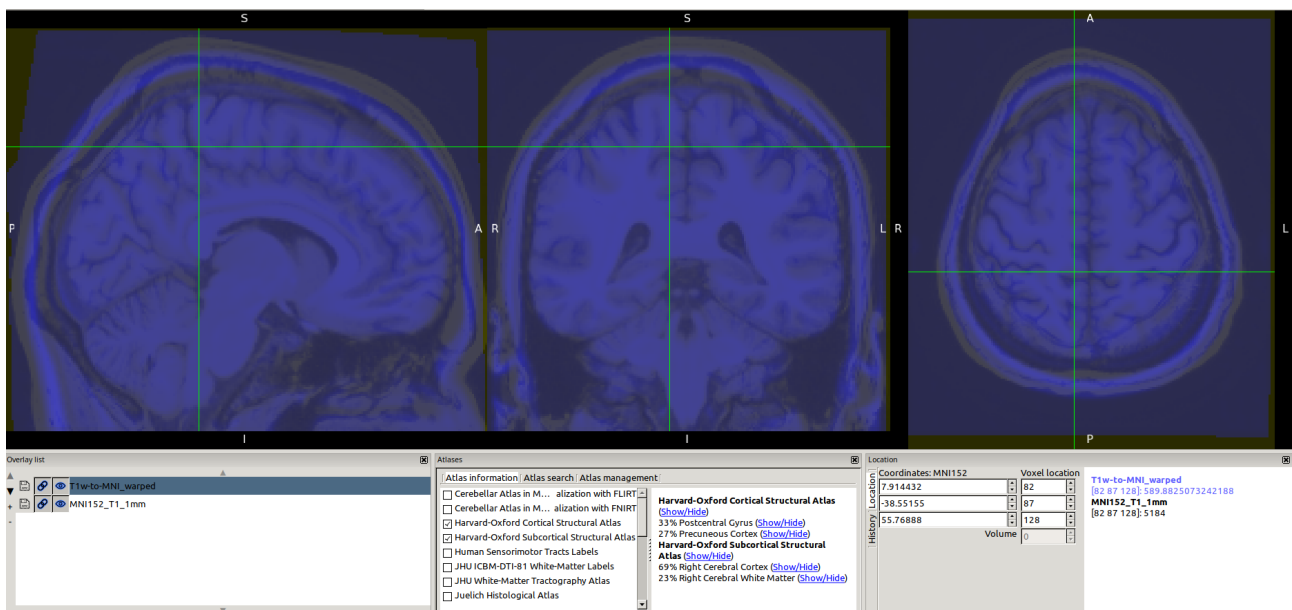 S
S
A
P
A
R
L
R
L
I
I
P
Overlay list
T1w-to-MNI_warped
MNI152_T1_1mm
Atlases
Atlas information
Atlas search
Atlas management
Cerebellar Atlas in M... alization with FLIRT
Cerebellar Atlas in M... alization with FNIRT
Harvard-Oxford Cortical Structural Atlas
Harvard-Oxford Subcortical Structural Atlas
Human Sensorimotor Tracts Labels
JHU ICBM-DTI-81 White-Matter Labels
JHU White-Matter Tractography Atlas
Juelich Histological Atlas
Harvard-Oxford Cortical Structural Atlas
(Show/Hide)
33% Postcentral Gyrus (Show/Hide)
27% Precuneous Cortex (Show/Hide)
Harvard-Oxford Subcortical Structural
Atlas (Show/Hide)
69% Right Cerebral Cortex (Show/Hide)
23% Right Cerebral White Matter (Show/Hide)
Location
Location
History
Coordinates: MNI152
Voxel location
7.914432
82
-38.55155
87
55.76888
128
Volume
0
T1w-to-MNI_warped
[82 87 128]: 589.8825073242188
MNI152_T1_1mm
[82 87 128]: 5184